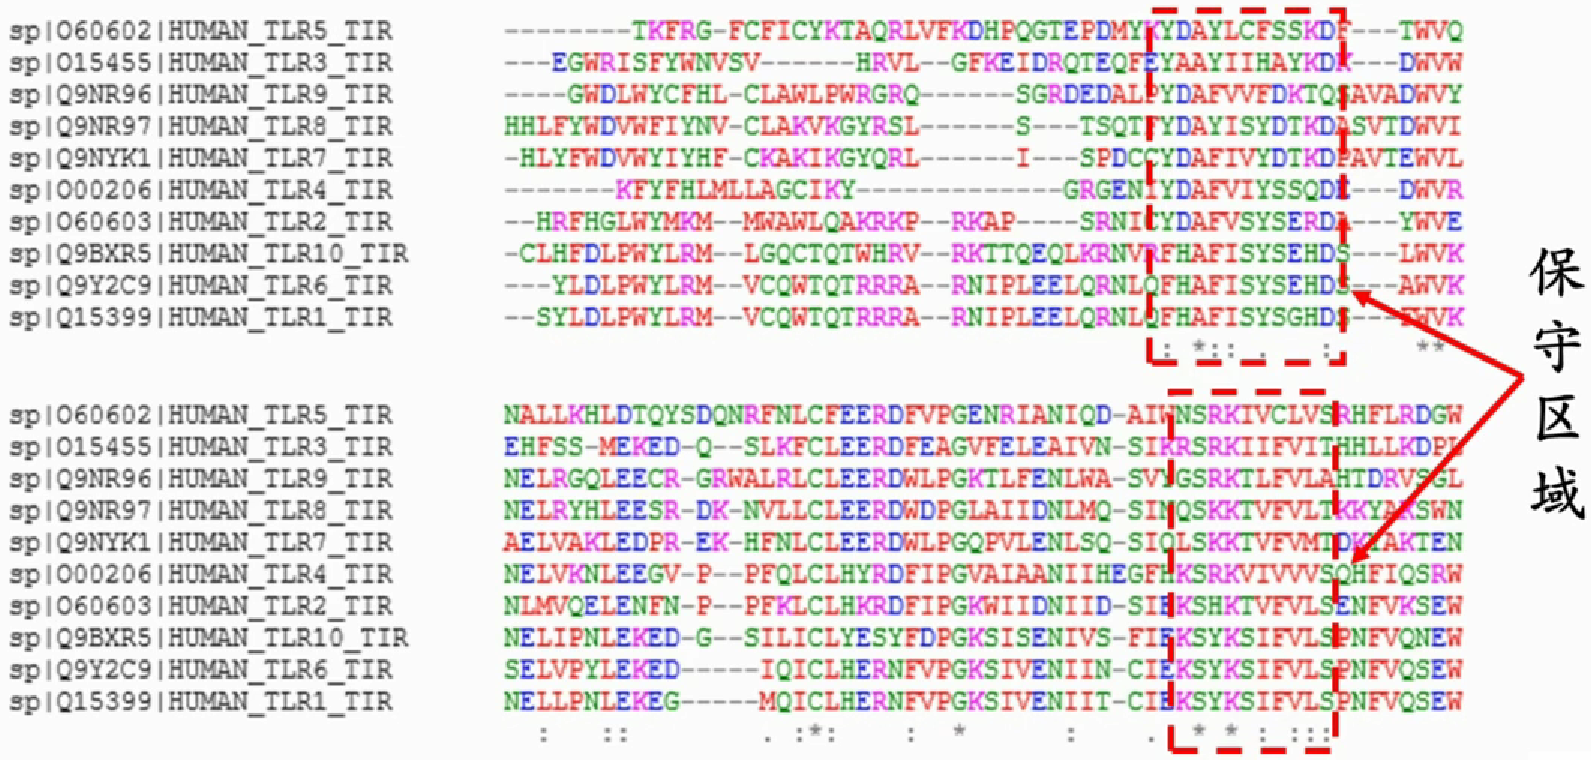 sp|O60602|HUMAN_TLR5_TIR --------TKFRG-FCFICYKTAQRLVFKDHPQGTEPDMYKYDAYLCFSSKDF---TWVQ
sp|O15455|HUMAN_TLR3_TIR ---EGWRISFYWNVSV------HRVL--GFKEIDRQTEQFEYAAYIIHAYKDK---DWVW
sp|Q9NR96|HUMAN_TLR9_TIR ----GWDLWYCFHL-CLAWLPWRGRQ------SGRDEDALPYDAFVVFDKTQSAVADWVY
sp|Q9NR97|HUMAN_TLR8_TIR HHLFYWDVWFIYNV-CLAKVKGYRSL------S---TSQTFYDAYISYDTKDASVTDWVI
sp|Q9NYK1|HUMAN_TLR7_TIR -HLYFWDVWYIYHF-CKAKIKGYQRL------I---SPDCCYDAFIVYDTKDPAVTEWVL
sp|O00206|HUMAN_TLR4_TIR -------KFYFHLMLLAGCIKY-------------GRGENIYDAFVIYSSQDE---DWVR
sp|O60603|HUMAN_TLR2_TIR --HRFHGLWYMKM--MWAWLQAKRKP--RKAP----SRNICYDAFVSYSERDA---YWVE
sp|Q9BXR5|HUMAN_TLR10_TIR -CLHFDLPWYLRM--LGQCTQTWHRV--RKTTQEQLKRNVRFHAFISYSEHDS---LWVK
sp|Q9Y2C9|HUMAN_TLR6_TIR ---YLDLPWYLRM--VCQWTQTRRRA--RNIPLEELQRNLQFHAFISYSEHDS---AWVK
sp|Q15399|HUMAN_TLR1_TIR --SYLDLPWYLRM--VCQWTQTRRRA--RNIPLEELQRNLQFHAFISYSGHDS---FWVK
: *:: .   :     **
sp|O60602|HUMAN_TLR5_TIR NALLKHLDTQYSDQNRFNLCFEERDFVPGENRIANIQD-AIWNSRKIVCLVSRHFLRDGW
sp|O15455|HUMAN_TLR3_TIR EHFSS-MEKED-Q--SLKFCLEERDFEAGVFELEAIVN-SIKRSRKIIFVITHHLLKDPL
sp|Q9NR96|HUMAN_TLR9_TIR NELRGQLEECR-GRWALRLCLEERDWLPGKTLFENLWA-SVYGSRKTLFVLAHTDRVSGL
sp|Q9NR97|HUMAN_TLR8_TIR NELRYHLEESR-DK-NVLLCLEERDWDPGLAIIDNLMQ-SINQSKKTVFVLTKKYAKSWN
sp|Q9NYK1|HUMAN_TLR7_TIR AELVAKLEDPR-EK-HFNLCLEERDWLPGQPVLENLSQ-SIQLSKKTVFVMTDKYAKTEN
sp|O00206|HUMAN_TLR4_TIR NELVKNLEEGV-P--PFQLCLHYRDFIPGVAIAANIIHEGFHKSRKVIVVVSQHFIQSRW
sp|O60603|HUMAN_TLR2_TIR NLMVQELENFN-P--PFKLCLHKRDFIPGKWIIDNIID-SIEKSHKTVFVLSENFVKSEW
sp|Q9BXR5|HUMAN_TLR10_TIR NELIPNLEKED-G--SILICLYESYFDPGKSISENIVS-FIEKSYKSIFVLSPNFVQNEW
sp|Q9Y2C9|HUMAN_TLR6_TIR SELVPYLEKED-----IQICLHERNFVPGKSIVENIIN-CIEKSYKSIFVLSPNFVQSEW
sp|Q15399|HUMAN_TLR1_TIR NELLPNLEKEG-----MQICLHERNFVPGKSIVENIIT-CIEKSYKSIFVLSPNFVQSEW
:   ::        . :*:    :  *      :    .  * * : :::
保守区域